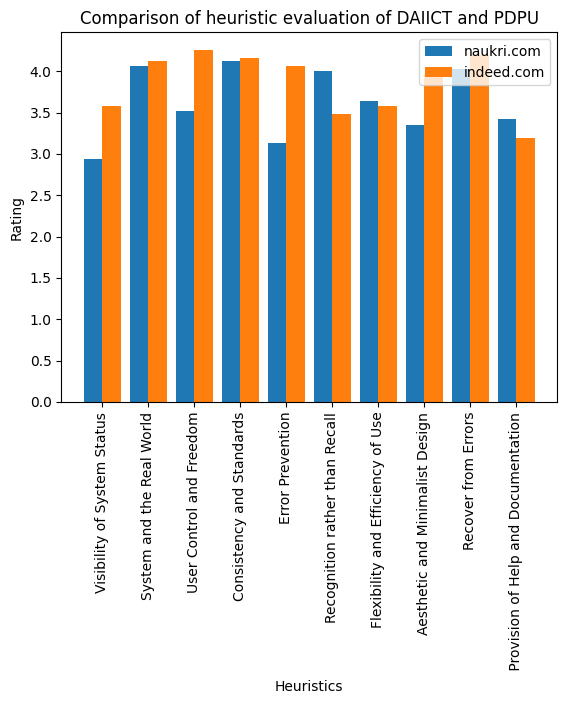 Comparison of heuristic evaluation of DAIICT and PDPU
naukri.com
indeed.com
Rating
4.0
3.5
3.0
2.5
2.0
1.5
1.0
0.5
0.0
Visibility of System Status
System and the Real World
User Control and Freedom
Consistency and Standards
Error Prevention
Recognition rather than Recall
Flexibility and Efficiency of Use
Aesthetic and Minimalist Design
Recover from Errors
Provision of Help and Documentation
Heuristics